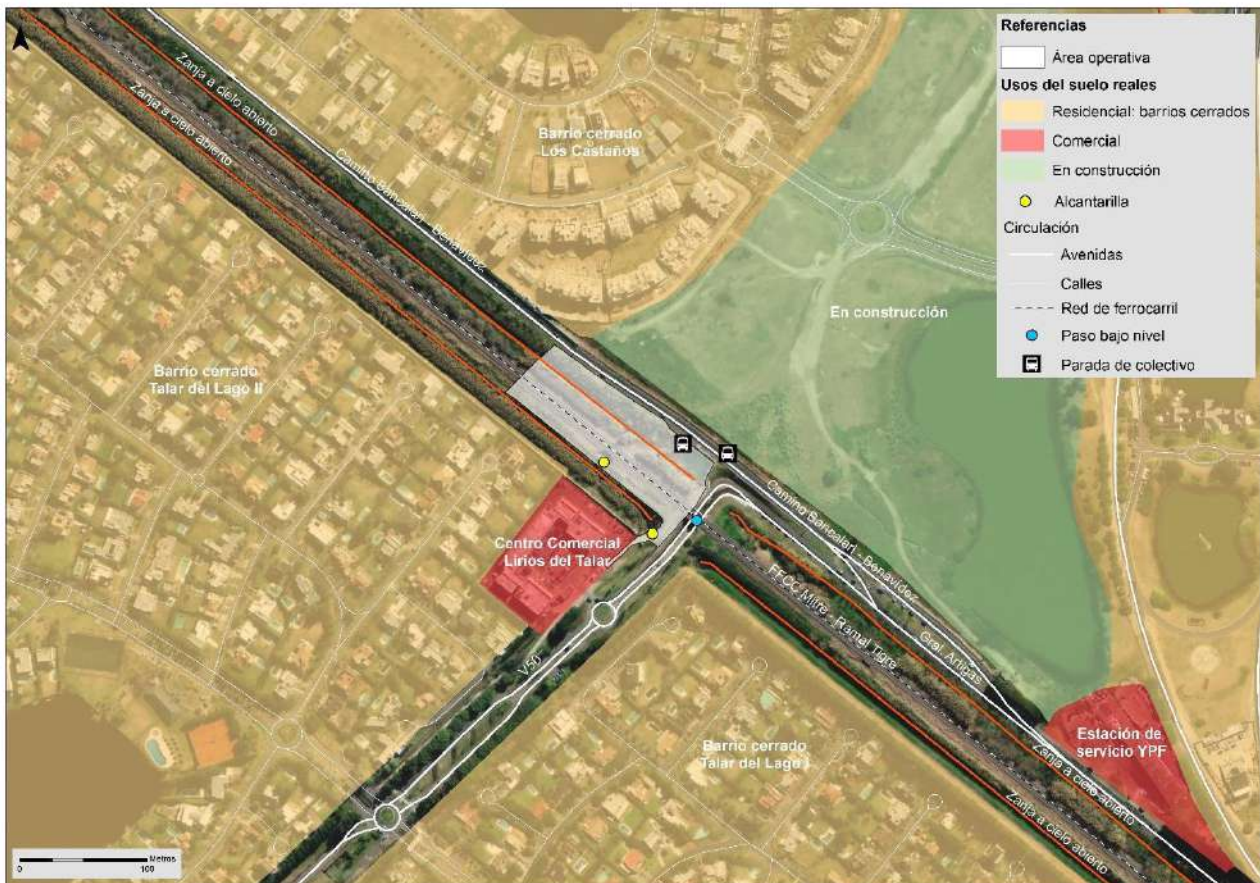 Referencias
Área operativa
Usos del suelo reales
Residencial: barrios cerrados
Comercial
En construcción
Alcantarilla
Circulación
Avenidas
Calles
Red de ferrocarril
Paso bajo nivel
Parada de colectivo
Zanja a cielo abierto
Zanja a cielo abierto
Camino Bancalari - Benavídez
Barrio cerrado
Los Castaños
En construcción
Barrio cerrado
Talar del Lago II
Centro Comercial
Lirios del Talar
Camino Bancalari - Benavídez
FFCC Mitre - Ramal Tigre
Gral. Artigas
V50
Barrio cerrado
Talar del Lago I
Estación de
servicio YPF
Zanja a cielo abierto
Zanja a cielo abierto
Metros
0 100